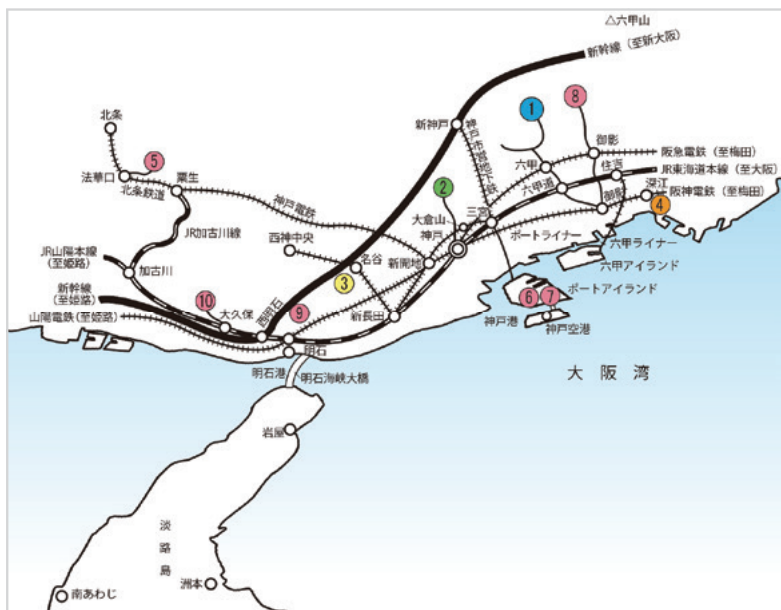 △六甲山
新幹線（至新大阪）
1
8
北条
新神戸
神戸市営地下鉄
御影
阪急電鉄（至梅田）
5
六甲
住吉
JR東海道本線（至大阪）
法華口
粟生
北条鉄道
2
六甲道
深江
神戸電鉄
大倉山
三宮
御影
阪神電鉄（至梅田）
神戸
4
JR加古川線
西神中央
ポートライナー
六甲ライナー
JR山陽本線
（至姫路）
名谷
新開地
六甲アイランド
加古川
3
ポートアイランド
新幹線
（至姫路）
10
西明石
9
6
7
大久保
新長田
神戸港
山陽電鉄（至姫路）
神戸空港
明石
明石港
明石海峡大橋
大阪湾
岩屋
淡路島
洲本
南あわじ